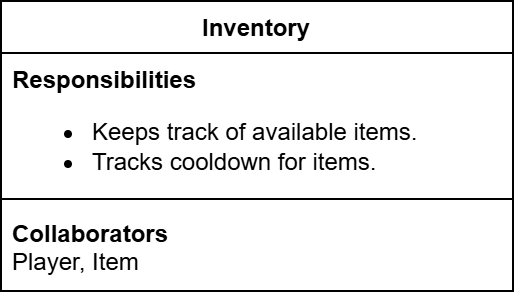 Inventory
Responsibilities
• Keeps track of available items.
• Tracks cooldown for items.
Collaborators
Player, Item